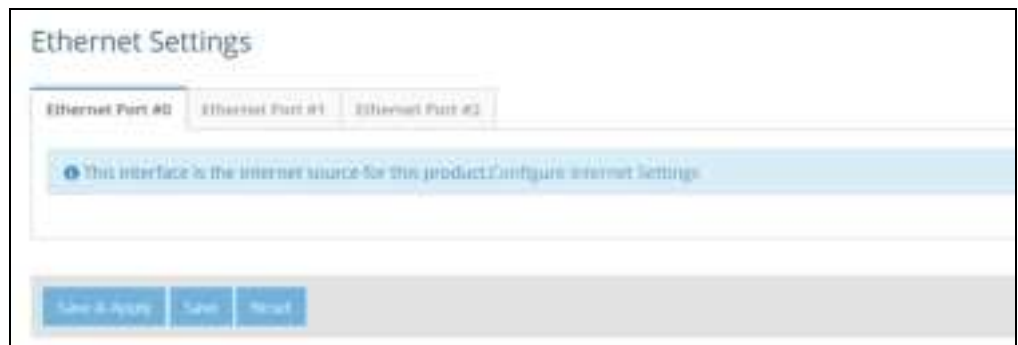 Ethernet Settings
Ethernet Port #0 Ethernet Port #1 Ethernet Port #2
This interface is the internet source for this product.Configure Internet Settings
Save & Apply Save Reset